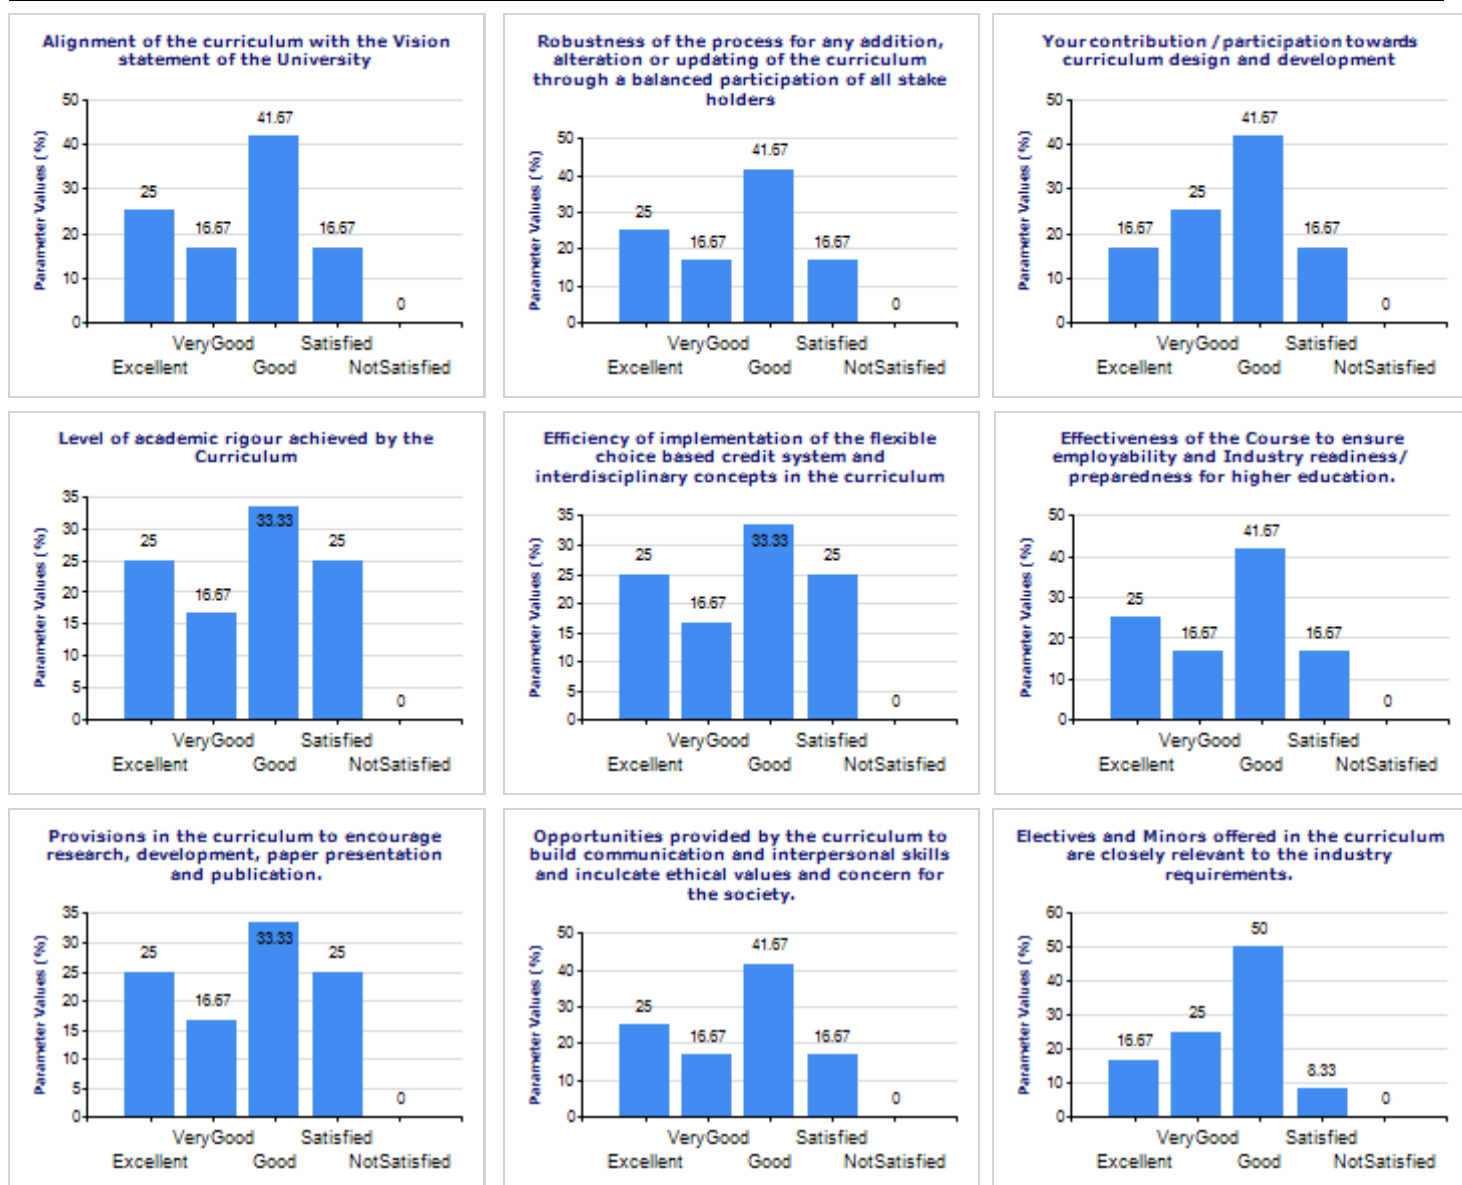 Alignment of the curriculum with the Vision
statement of the University
Parameter Values (%)
50
40
30
20
10
0
25
16.67
41.67
16.67
0
VeryGood Satisfied
Excellent Good NotSatisfied
Robustness of the process for any addition,
alteration or updating of the curriculum
through a balanced participation of all stake
holders
Parameter Values (%)
50
40
30
20
10
0
25
16.67
41.67
16.67
0
VeryGood Satisfied
Excellent Good NotSatisfied
Your contribution / participation towards
curriculum design and development
Parameter Values (%)
50
40
30
20
10
0
16.67
25
41.67
16.67
0
VeryGood Satisfied
Excellent Good NotSatisfied
Level of academic rigour achieved by the
Curriculum
Parameter Values (%)
35
30
25
20
15
10
5
0
25
16.67
33.33
25
0
VeryGood Satisfied
Excellent Good NotSatisfied
Efficiency of implementation of the flexible
choice based credit system and
interdisciplinary concepts in the curriculum
Parameter Values (%)
35
30
25
20
15
10
5
0
25
16.67
33.33
25
0
VeryGood Satisfied
Excellent Good NotSatisfied
Effectiveness of the Course to ensure
employability and Industry readiness/
preparedness for higher education.
Parameter Values (%)
50
40
30
20
10
0
25
16.67
41.67
16.67
0
VeryGood Satisfied
Excellent Good NotSatisfied
Provisions in the curriculum to encourage
research, development, paper presentation
and publication.
Parameter Values (%)
35
30
25
20
15
10
5
0
25
16.67
33.33
25
0
VeryGood Satisfied
Excellent Good NotSatisfied
Opportunities provided by the curriculum to
build communication and interpersonal skills
and inculcate ethical values and concern for
the society.
Parameter Values (%)
50
40
30
20
10
0
25
16.67
41.67
16.67
0
VeryGood Satisfied
Excellent Good NotSatisfied
Electives and Minors offered in the curriculum
are closely relevant to the industry
requirements.
Parameter Values (%)
60
50
40
30
20
10
0
16.67
25
50
8.33
0
VeryGood Satisfied
Excellent Good NotSatisfied